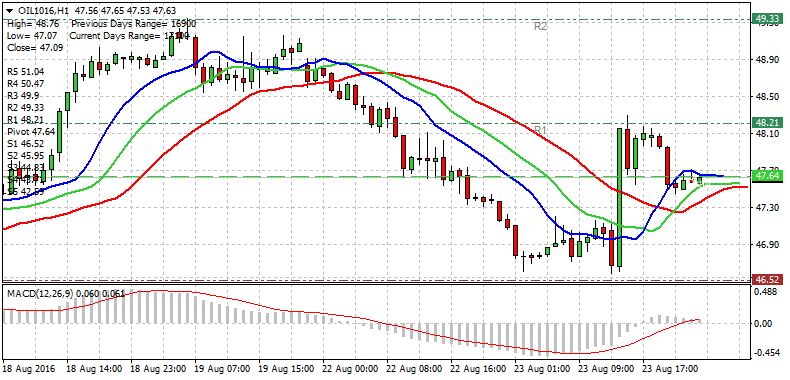 OIL1016,H1 47.56 47.65 47.53 47.63
High= 48.76 Previous Days Range= 16900
Low= 47.07 Current Days Range=
Close= 47.09
R5 51.04
R4 50.47
R3 49.9
R2 49.33
R1 48.21
Pivot 47.64
S1 46.52
S2 45.95
R2
R1
49.33
48.90
48.50
48.21
48.10
47.64
47.30
46.90
46.52
MACD(12,26,9) 0.060 0.061
0.488
0.00
-0.454
18 Aug 2016
18 Aug 14:00
18 Aug 23:00
19 Aug 07:00
19 Aug 15:00
22 Aug 00:00
22 Aug 08:00
22 Aug 16:00
23 Aug 01:00
23 Aug 09:00
23 Aug 17:00